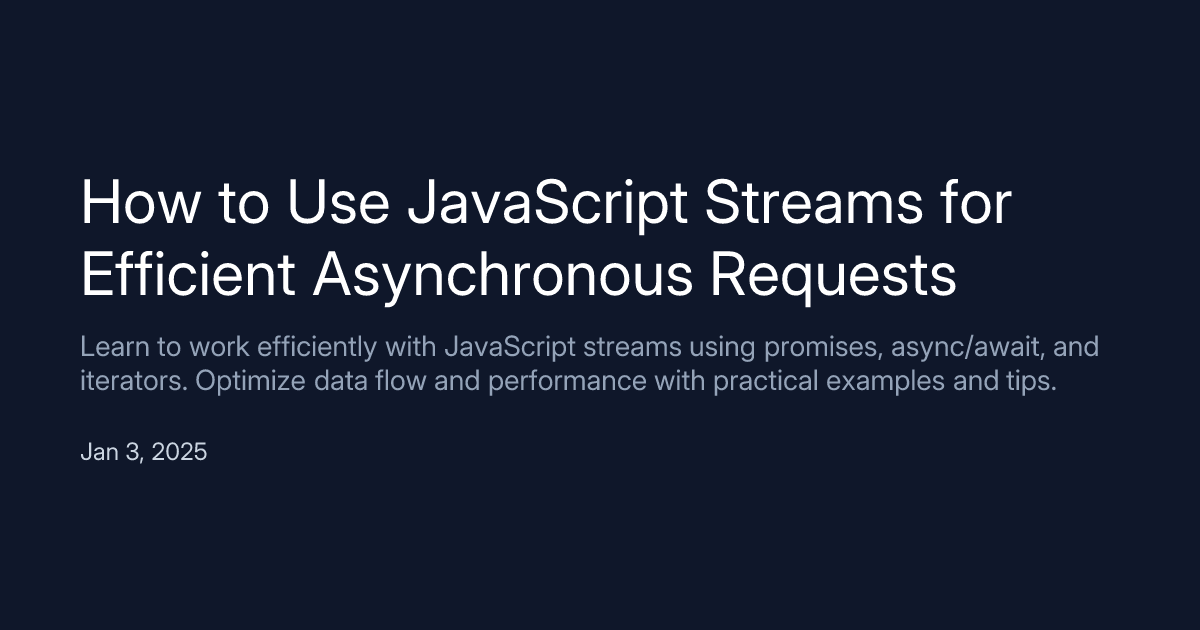 How to Use JavaScript Streams for
Efficient Asynchronous Requests
Learn to work efficiently with JavaScript streams using promises, async/await, and
iterators. Optimize data flow and performance with practical examples and tips.
Jan 3, 2025